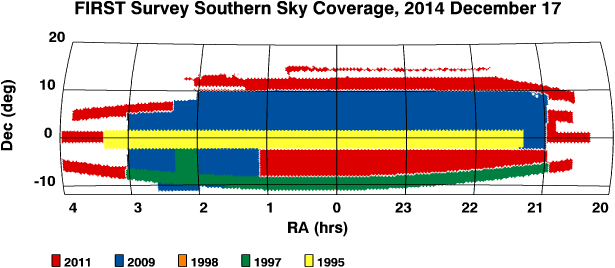 FIRST Survey Southern Sky Coverage, 2014 December 17
20
10
0
-10
Dec (deg)
4 3 2 1 0 23 22 21 20
RA (hrs)
2011 2009 1998 1997 1995